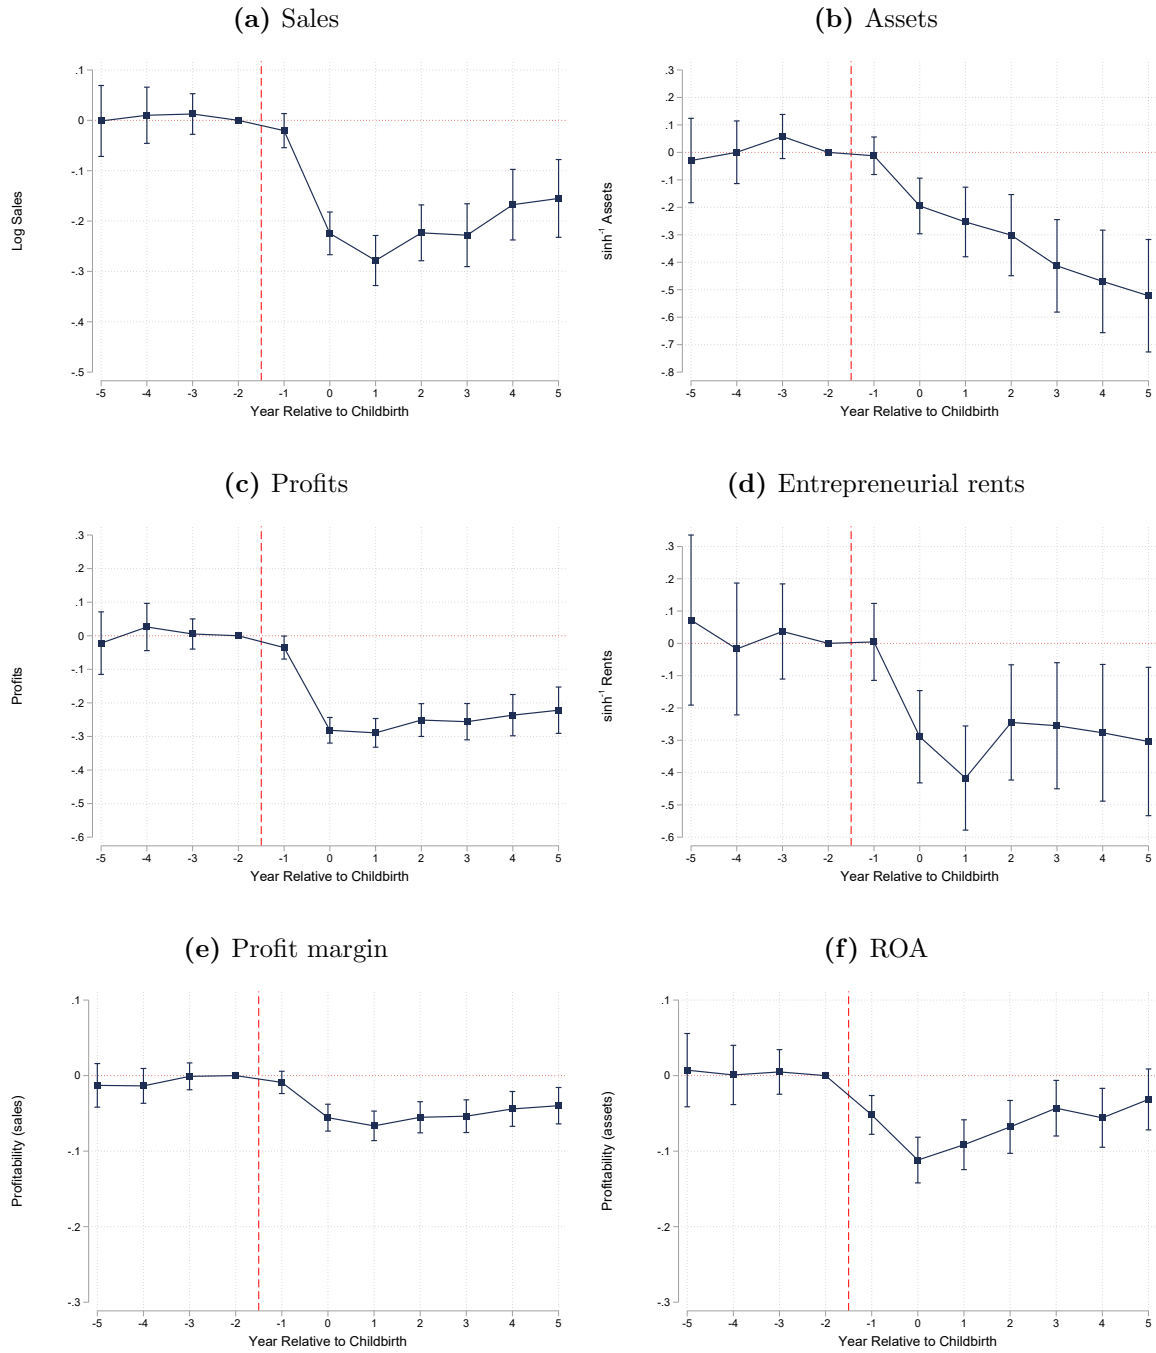 (a) Sales
.1
0
-.1
-.2
-.3
-.4
-.5
Log Sales
-5 -4 -3 -2 -1 0 1 2 3 4 5
Year Relative to Childbirth
(b) Assets
.3
.2
.1
0
-.1
-.2
-.3
-.4
-.5
-.6
-.7
-.8
sinh⁻¹ Assets
-5 -4 -3 -2 -1 0 1 2 3 4 5
Year Relative to Childbirth
(c) Profits
.3
.2
.1
0
-.1
-.2
-.3
-.4
-.5
-.6
Profits
-5 -4 -3 -2 -1 0 1 2 3 4 5
Year Relative to Childbirth
(d) Entrepreneurial rents
.3
.2
.1
0
-.1
-.2
-.3
-.4
-.5
-.6
sinh⁻¹ Rents
-5 -4 -3 -2 -1 0 1 2 3 4 5
Year Relative to Childbirth
(e) Profit margin
.1
0
-.1
-.2
-.3
Profitability (sales)
-5 -4 -3 -2 -1 0 1 2 3 4 5
Year Relative to Childbirth
(f) ROA
.1
0
-.1
-.2
-.3
Profitability (assets)
-5 -4 -3 -2 -1 0 1 2 3 4 5
Year Relative to Childbirth